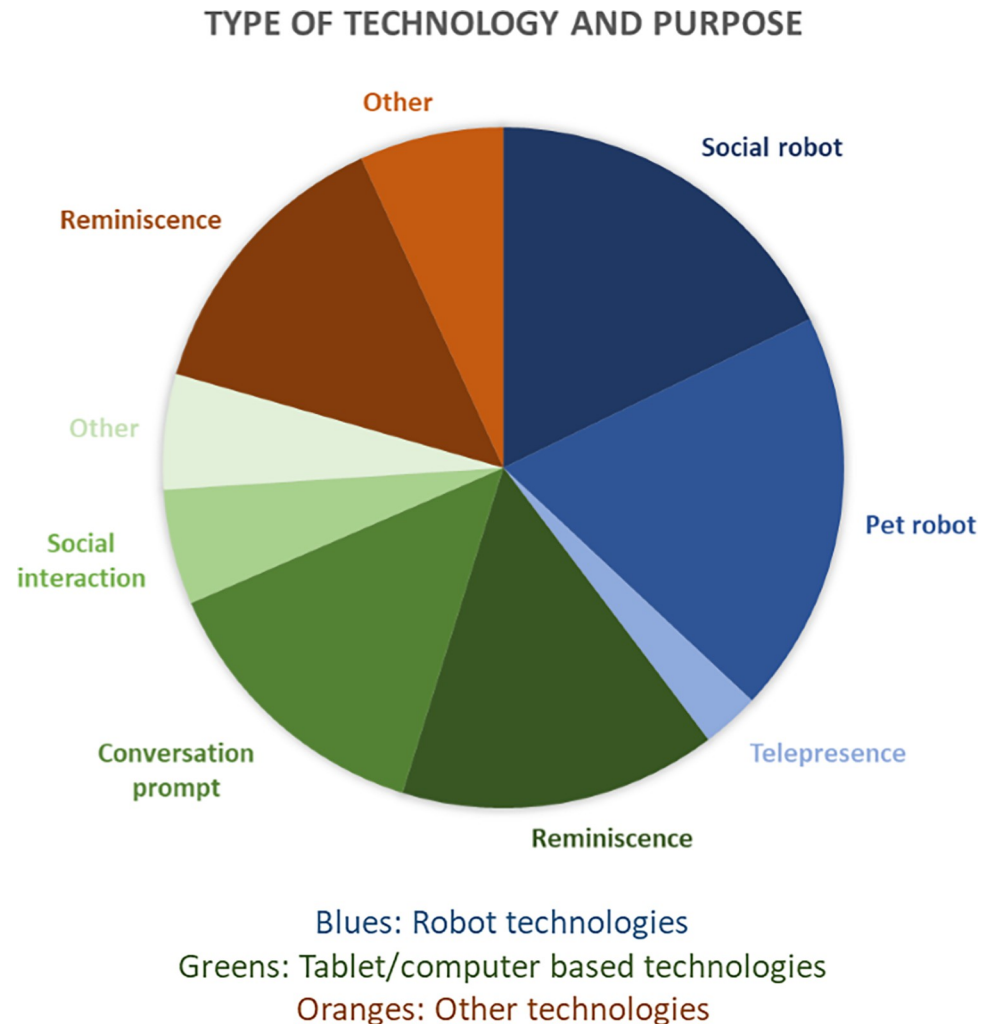 TYPE OF TECHNOLOGY AND PURPOSE
Other
Social robot
Reminiscence
Other
Pet robot
Social
interaction
Conversation
prompt
Telepresence
Reminiscence
Blues: Robot technologies
Greens: Tablet/computer based technologies
Oranges: Other technologies